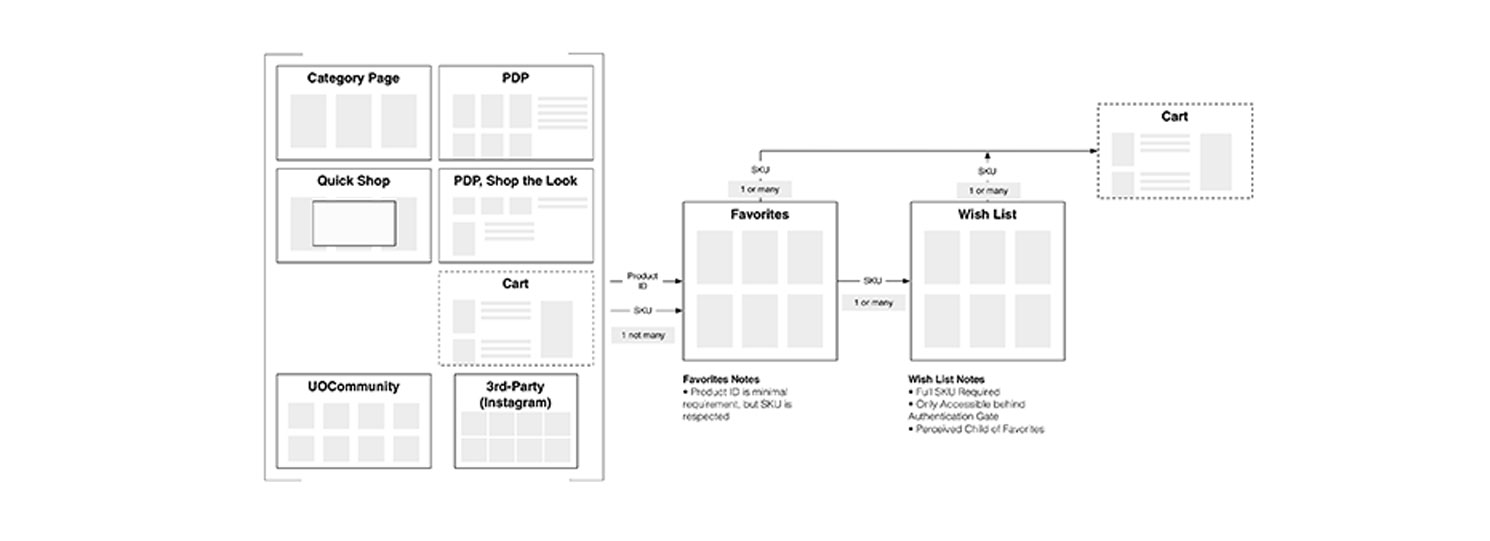 Category Page
PDP
Quick Shop
PDP, Shop the Look
Cart
UOCommunity
3rd-Party
(Instagram)
Product
ID
SKU
1 not many
SKU
1 or many
Favorites
SKU
1 or many
SKU
1 or many
Wish List
Cart
Favorites Notes
• Product ID is minimal
requirement, but SKU is
respected
Wish List Notes
• Full SKU Required
• Only Accessible behind
Authentication Gate
• Perceived Child of Favorites